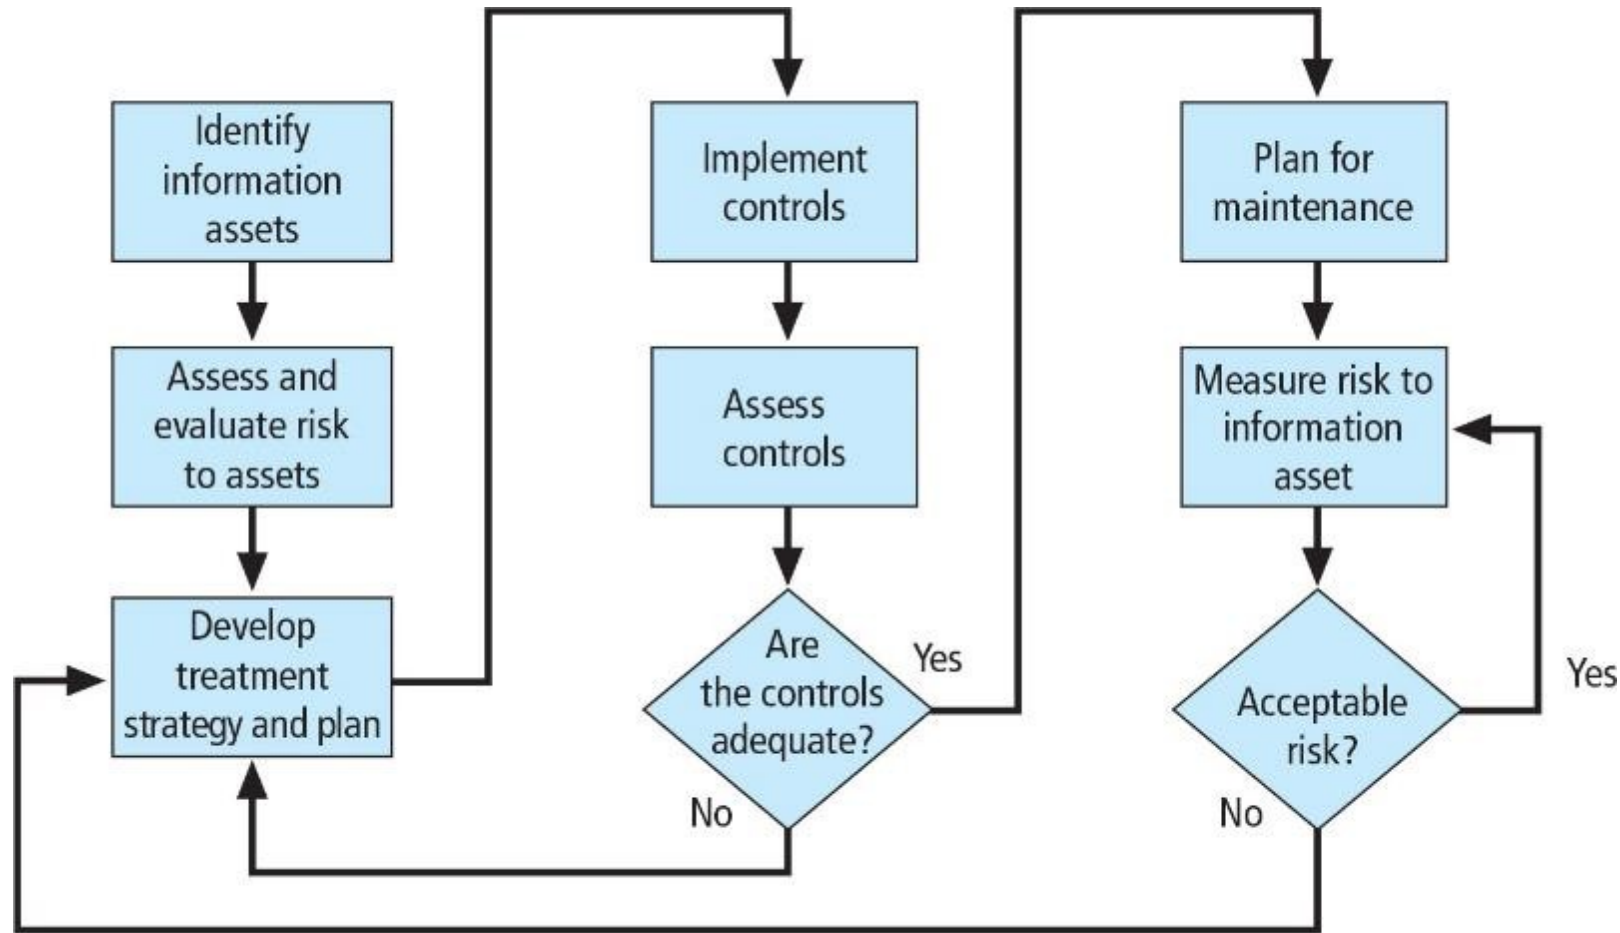 Identify
information
assets
Assess and
evaluate risk
to assets
Develop
treatment
strategy and plan
Implement
controls
Assess
controls
Are
the controls
adequate?
Yes
No
Plan for
maintenance
Measure risk to
information
asset
Acceptable
risk?
Yes
No